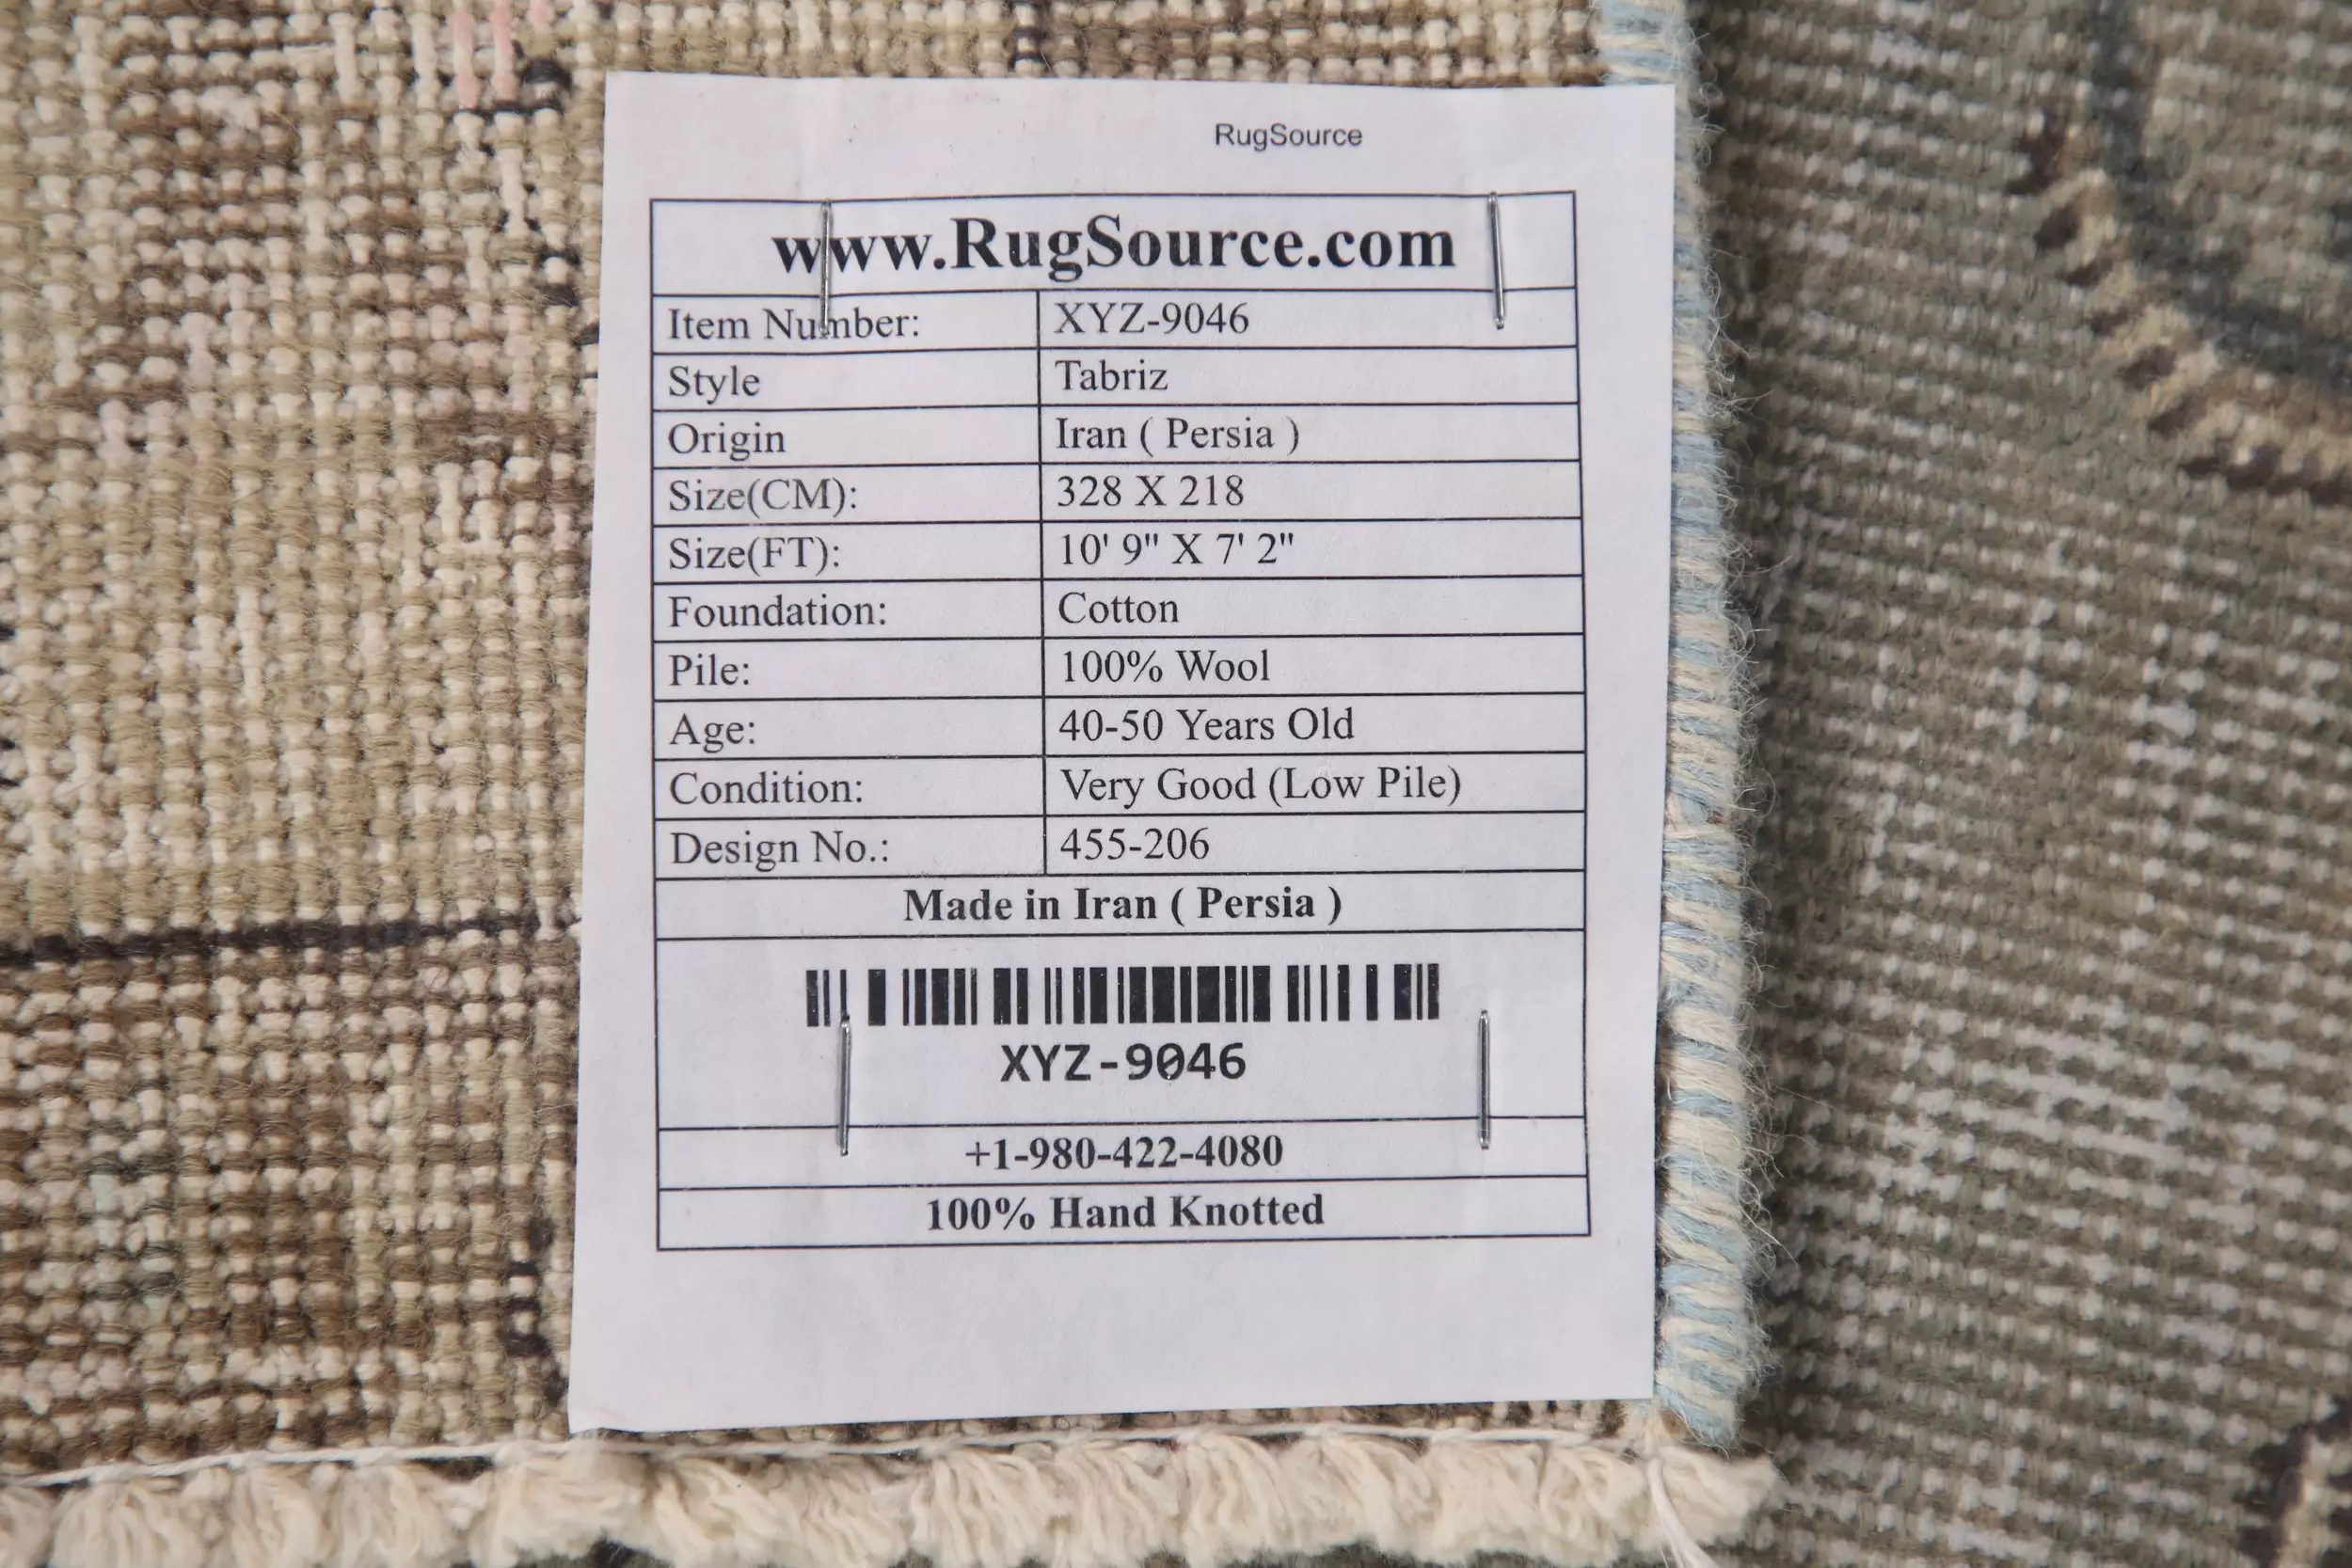 RugSource
www.RugSource.com
Item Number: XYZ-9046
Style Tabriz
Origin Iran ( Persia )
Size(CM): 328 X 218
Size(FT): 10' 9" X 7' 2"
Foundation: Cotton
Pile: 100% Wool
Age: 40-50 Years Old
Condition: Very Good (Low Pile)
Design No.: 455-206
Made in Iran ( Persia )
XYZ-9046
+1-980-422-4080
100% Hand Knotted